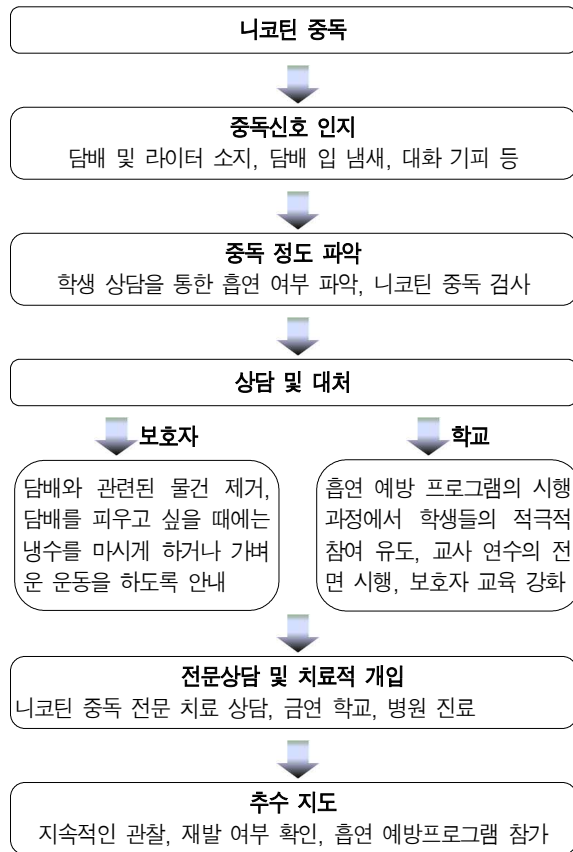 니코틴 중독
중독신호 인지
담배 및 라이터 소지, 담배 입 냄새, 대화 기피 등
중독 정도 파악
학생 상담을 통한 흡연 여부 파악, 니코틴 중독 검사
상담 및 대처
보호자
담배와 관련된 물건 제거,
담배를 피우고 싶을 때에는
냉수를 마시게 하거나 가벼
운 운동을 하도록 안내
학교
흡연 예방 프로그램의 시행
과정에서 학생들의 적극적
참여 유도, 교사 연수의 전
면 시행, 보호자 교육 강화
전문상담 및 치료적 개입
니코틴 중독 전문 치료 상담, 금연 학교, 병원 진료
추수 지도
지속적인 관찰, 재발 여부 확인, 흡연 예방프로그램 참가